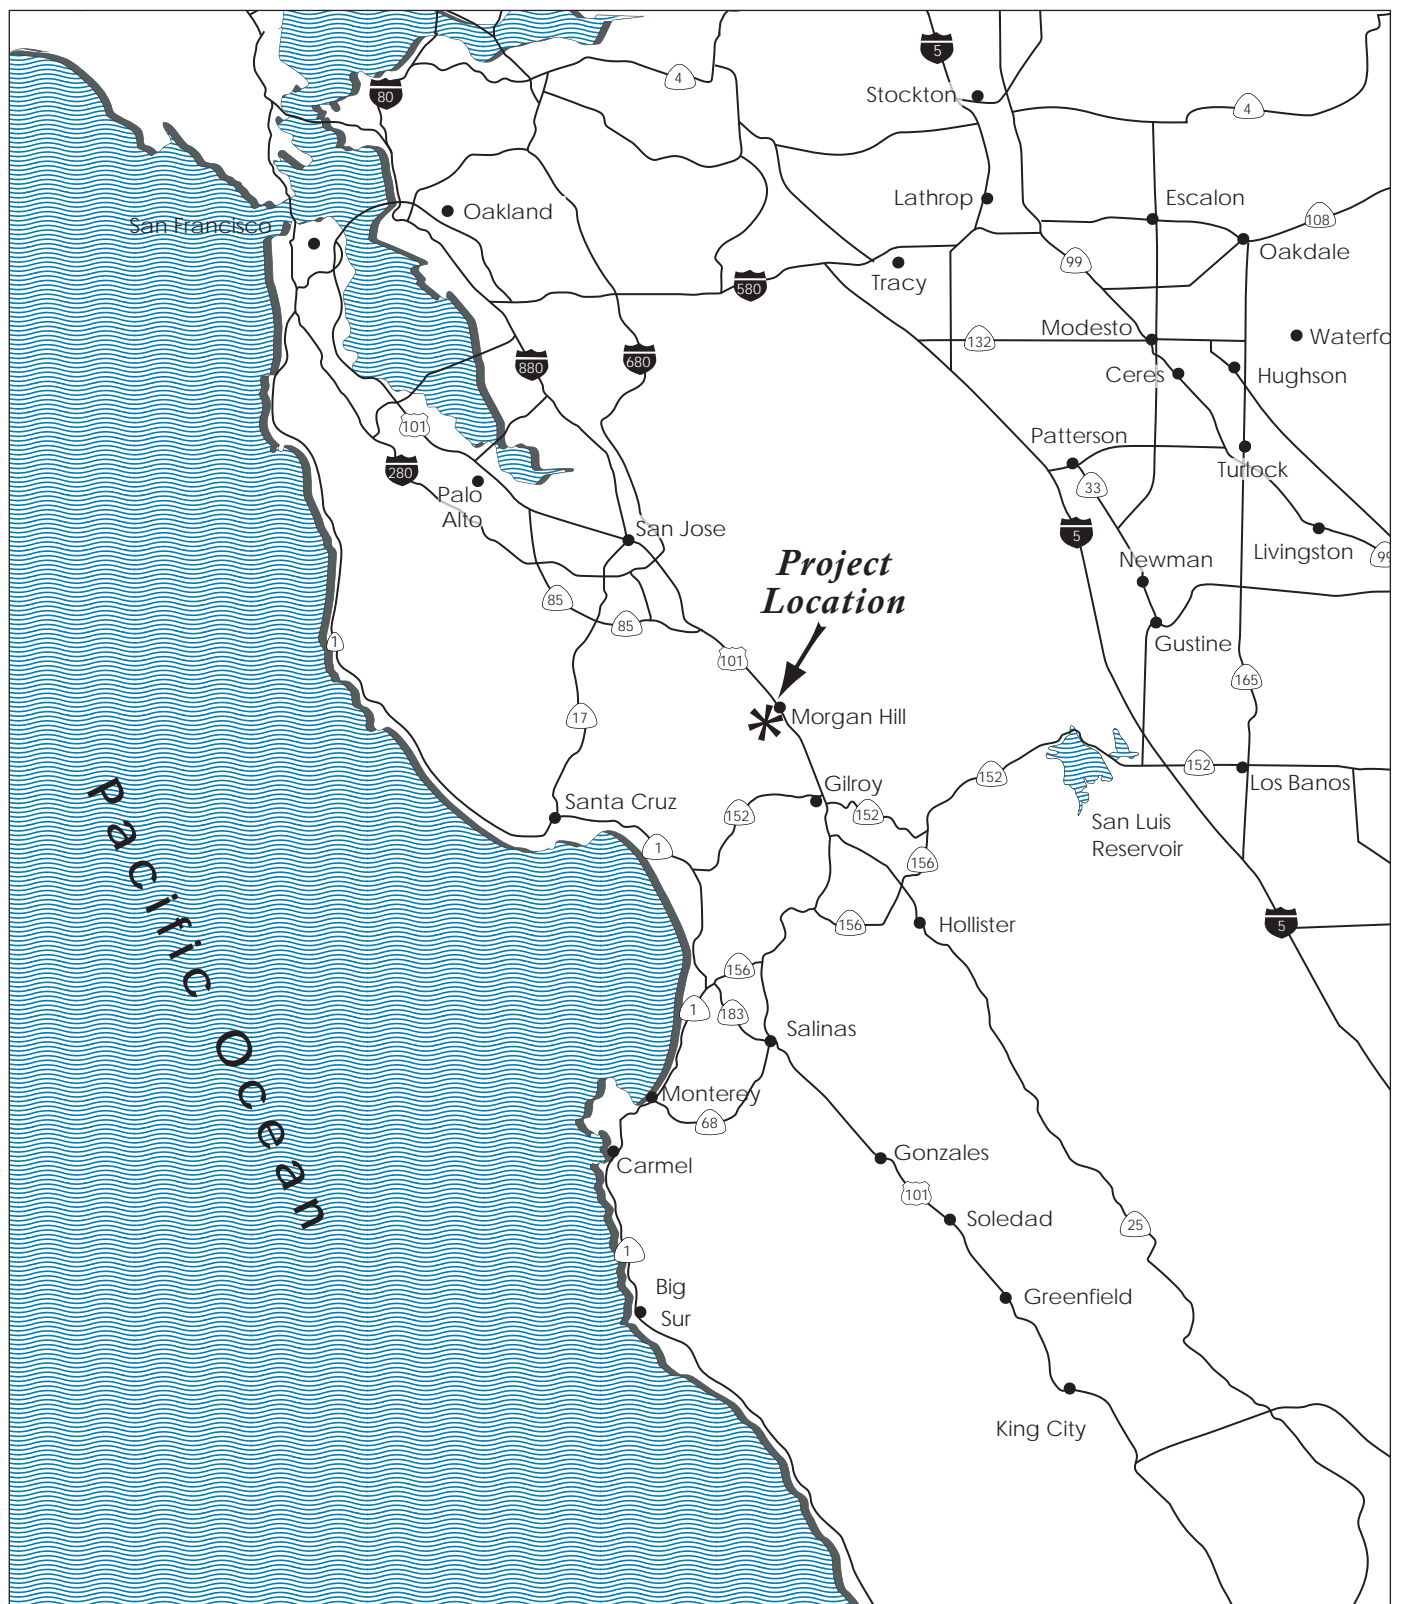 5
80
4
Stockton
4
Lathrop
Escalon
Oakland
108
San Francisco
Oakdale
99
Tracy
580
Modesto
Waterfo
132
680
880
Ceres
Hughson
101
Patterson
280
Turlock
33
Palo
Alto
San Jose
5
Livingston
99
Newman
Project
Location
85
85
1
Gustine
101
165
17
Morgan Hill
152
152
Los Banos
Gilroy
Santa Cruz
152
152
San Luis
Reservoir
1
156
Pacific Ocean
156
Hollister
5
156
1
183
Salinas
Monterey
68
Gonzales
Carmel
101
Soledad
25
1
Big
Sur
Greenfield
King City